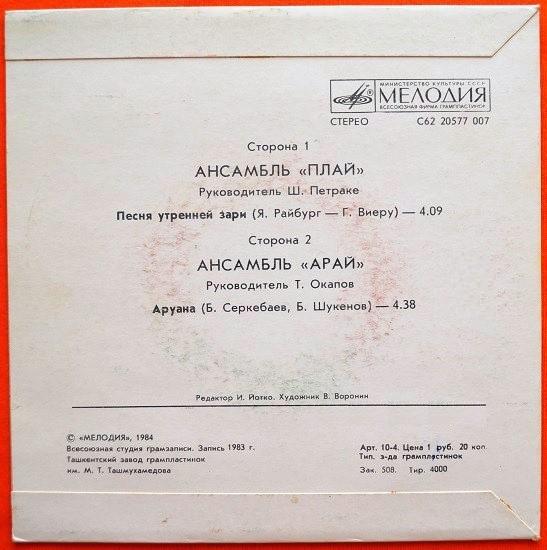 МИНИСТЕРСТВО КУЛЬТУРЫ СССР
МЕЛОДИЯ
ВСЕСОЮЗНАЯ ФИРМА ГРАМПЛАСТИНОК
СТЕРЕО С62 20577 007
Сторона 1
АНСАМБЛЬ «ПЛАЙ»
Руководитель Ш. Петраке
Песня утренней зари (Я. Райбург — Г. Виеру) — 4.09
Сторона 2
АНСАМБЛЬ «АРАЙ»
Руководитель Т. Окапов
Аруана (Б. Серкебаев, Б. Шукенов) — 4.38
Редактор И. Йотко. Художник В. Воронин
© «МЕЛОДИЯ», 1984
Всесоюзная студия грамзаписи. Запись 1983 г.
Ташкентский завод грампластинок
им. М. Т. Ташмухамедова
Арт. 10-4. Цена 1 руб. 20 коп.
Тип. з-да грампластинок
Зак. 508. Тир. 4000